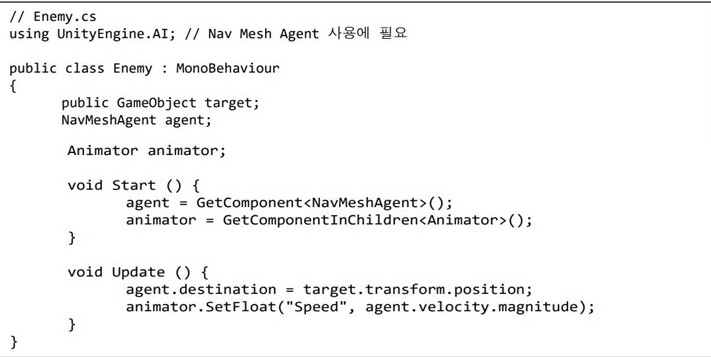 // Enemy.cs
using UnityEngine.AI; // Nav Mesh Agent 사용에 필요
public class Enemy : MonoBehaviour
{
public GameObject target;
NavMeshAgent agent;
Animator animator;
void Start () {
agent = GetComponent<NavMeshAgent>();
animator = GetComponentInChildren<Animator>();
}
void Update () {
agent.destination = target.transform.position;
animator.SetFloat("Speed", agent.velocity.magnitude);
}
}